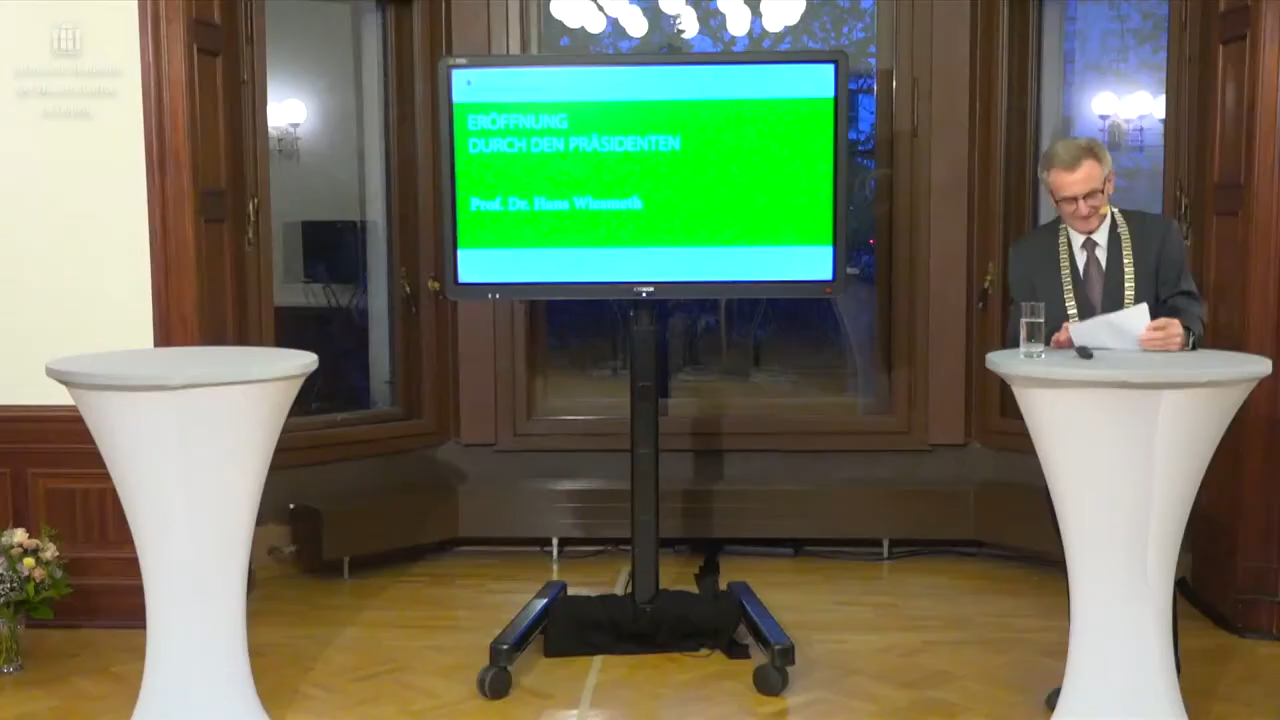 ERÖFFNUNG
DURCH DEN PRÄSIDENTEN
Prof. Dr. Hans Wiesmeth